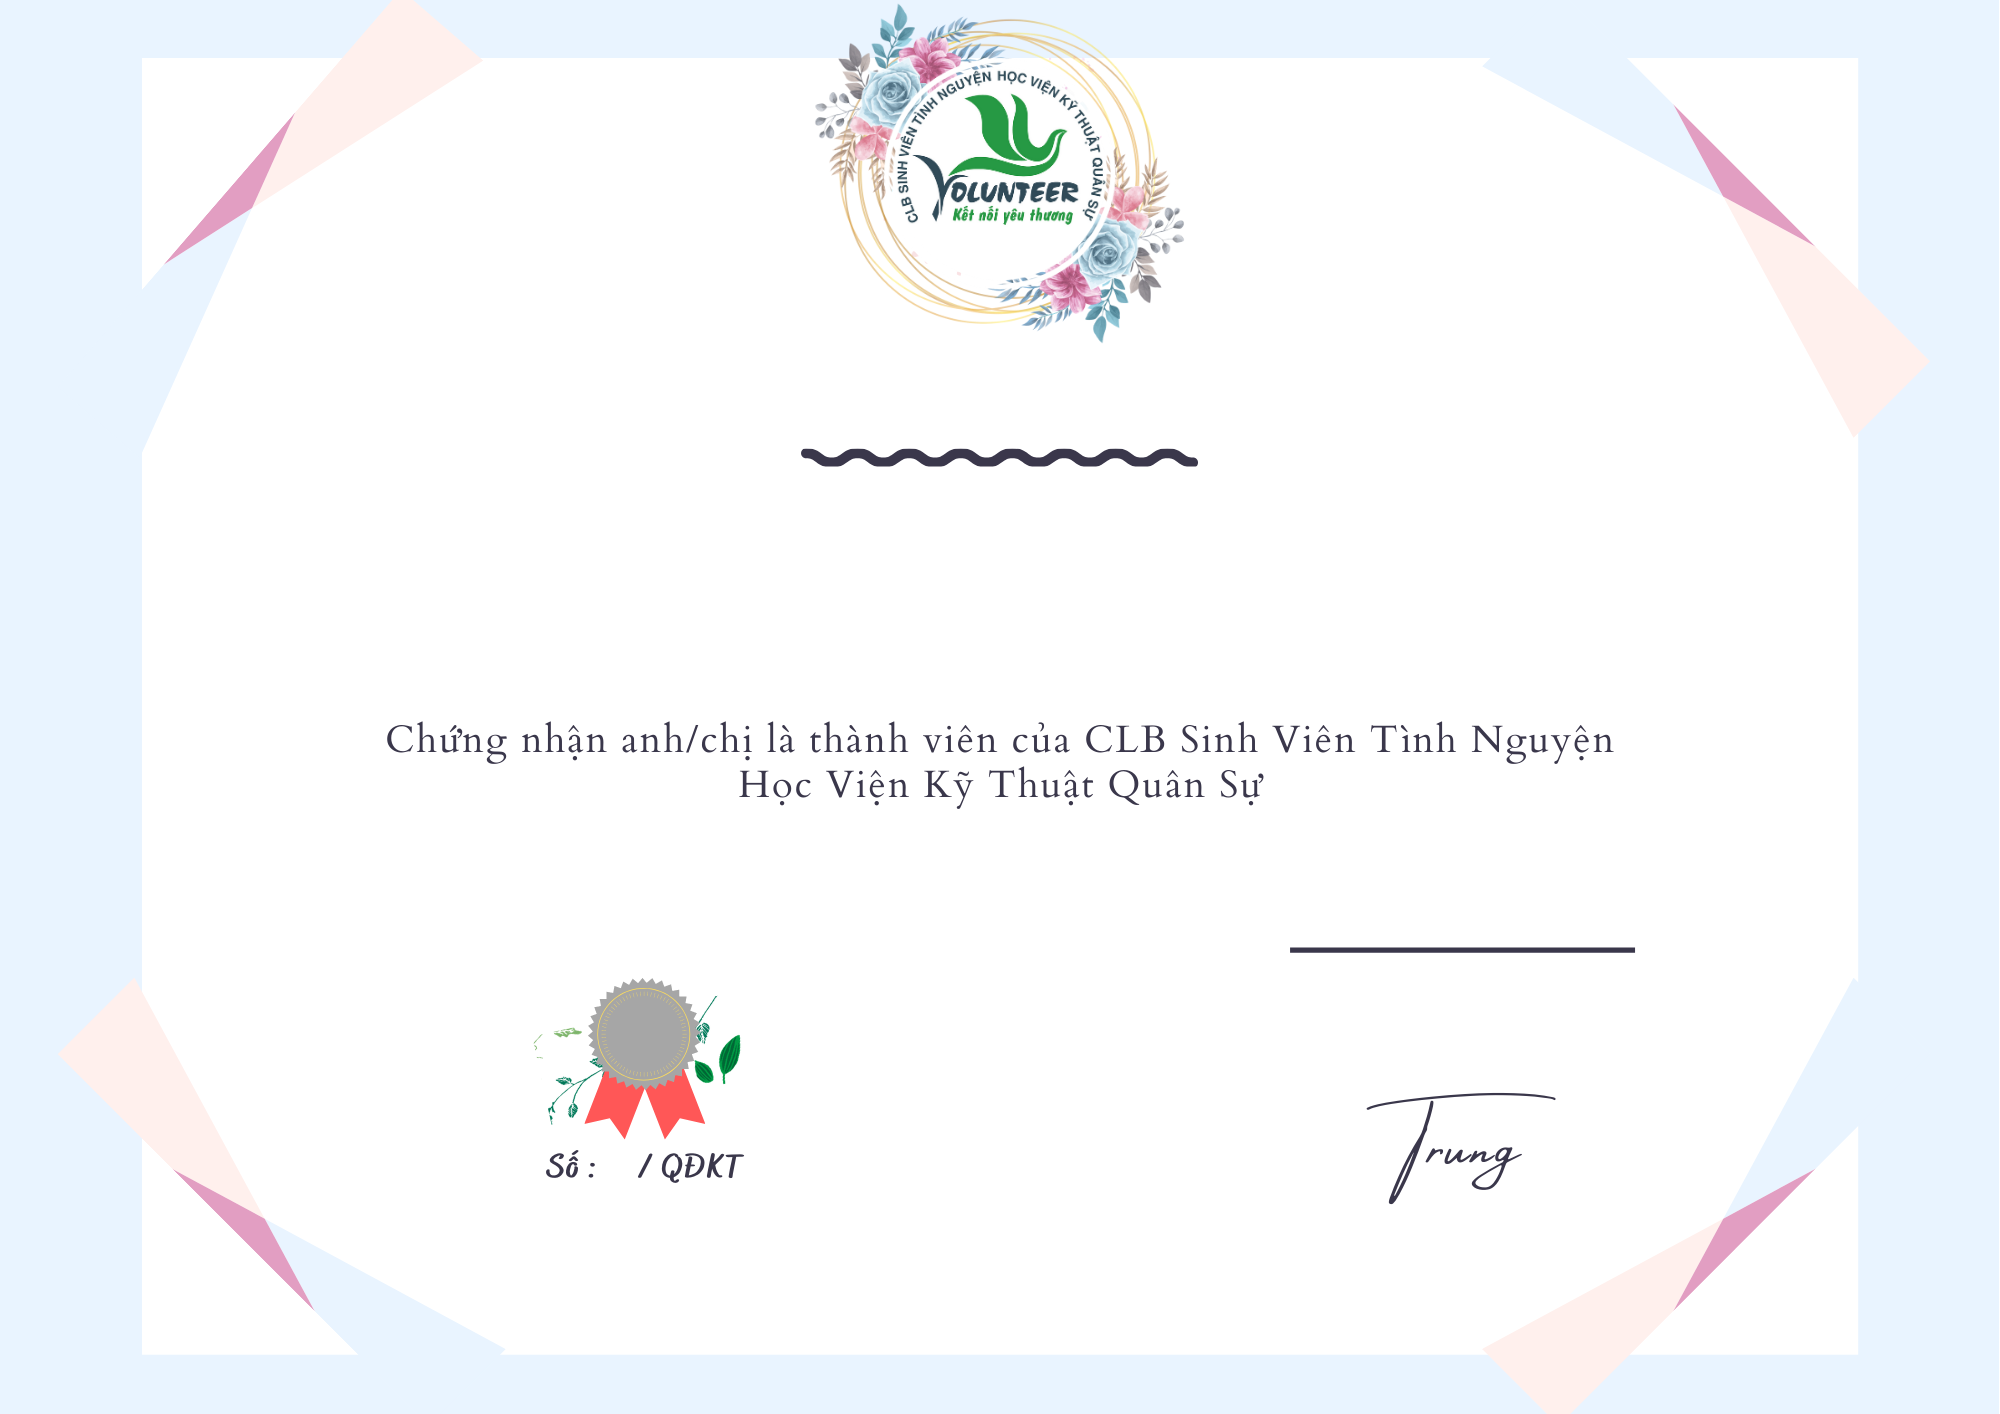 CLB SINH VIÊN TÌNH NGUYỆN HỌC VIỆN KỸ THUẬT QUÂN SỰ
VOLUNTEER
Kết nối yêu thương
Chứng nhận anh/chị là thành viên của CLB Sinh Viên Tình Nguyện
Học Viện Kỹ Thuật Quân Sự
Số : / QĐKT
Trung